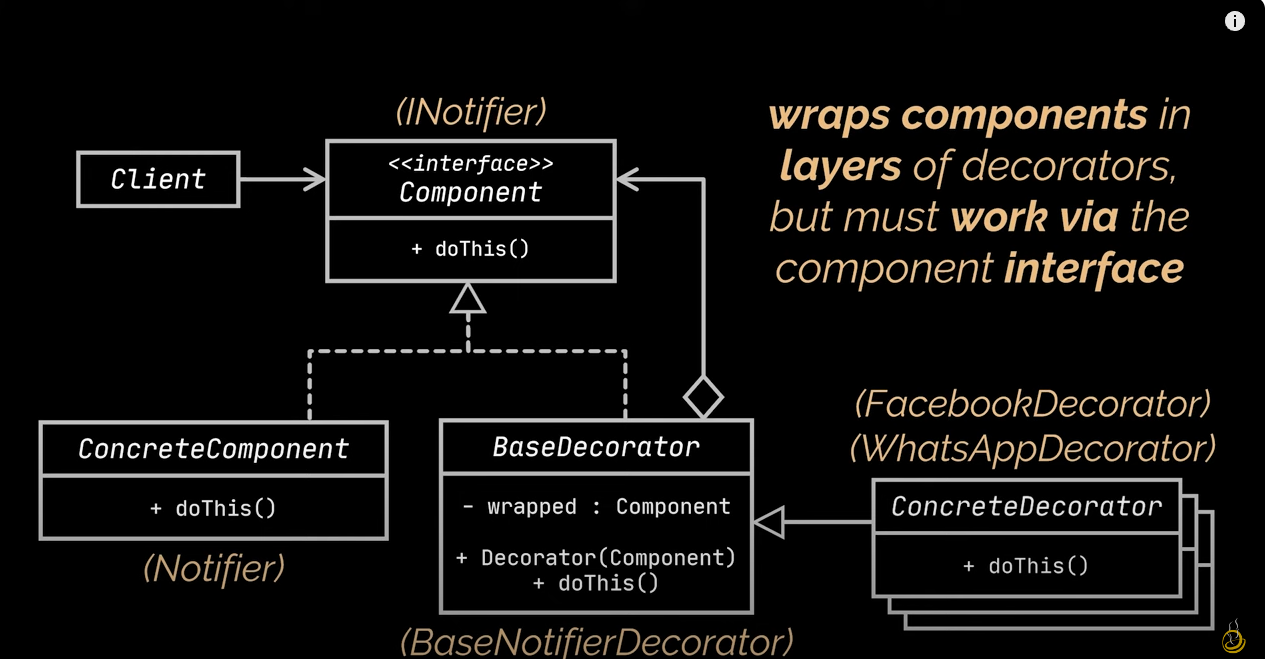 i
(INotifier)
<<interface>>
Component
+ doThis()
Client
wraps components in
layers of decorators,
but must work via the
component interface
ConcreteComponent
+ doThis()
(Notifier)
BaseDecorator
- wrapped : Component
+ Decorator(Component)
+ doThis()
(BaseNotifierDecorator)
(FacebookDecorator)
(WhatsAppDecorator)
ConcreteDecorator
+ doThis()